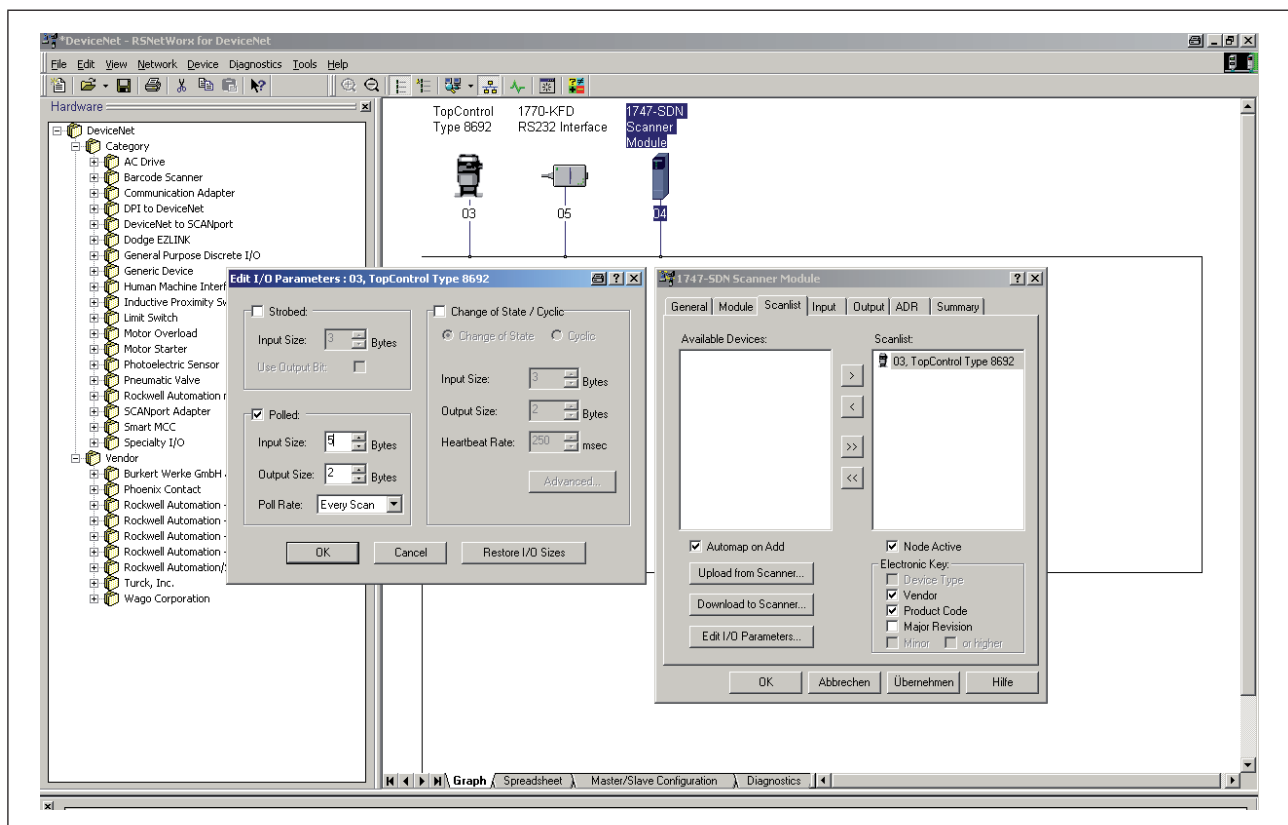 *DeviceNet - RSNetWorx for DeviceNet
File Edit View Network Device Diagnostics Tools Help
Hardware
DeviceNet
Category
AC Drive
Barcode Scanner
Communication Adapter
DPI to DeviceNet
DeviceNet to SCANport
Dodge EZLINK
General Purpose Discrete I/O
Generic Device
Human Machine Interf
Inductive Proximity Sw
Limit Switch
Motor Overload
Motor Starter
Photoelectric Sensor
Pneumatic Valve
Rockwell Automation
SCANport Adapter
Smart MCC
Specialty I/O
Vendor
Burkert Werke GmbH
Phoenix Contact
Rockwell Automation -
Rockwell Automation -
Rockwell Automation -
Rockwell Automation -
Rockwell Automation/
Turck, Inc.
Wago Corporation
TopControl
Type 8692
03
1770-KFD
RS232 Interface
05
1747-SDN
Scanner
Module
04
Edit I/O Parameters : 03, TopControl Type 8692
Strobed:
Input Size: 3 Bytes
Use Output Bit:
Polled:
Input Size: 5 Bytes
Output Size: 2 Bytes
Poll Rate: Every Scan
Change of State / Cyclic
Change of State Cyclic
Input Size: 3 Bytes
Output Size: 2 Bytes
Heartbeat Rate: 250 msec
Advanced...
OK Cancel Restore I/O Sizes
1747-SDN Scanner Module
General Module Scanlist Input Output ADR Summary
Available Devices:
Scanlist:
03, TopControl Type 8692
>
<
>>
<<
Automap on Add
Upload from Scanner...
Download to Scanner...
Edit I/O Parameters...
Node Active
Electronic Key:
Device Type
Vendor
Product Code
Major Revision
Minor or higher
OK Abbrechen Übernehmen Hilfe
Graph Spreadsheet Master/Slave Configuration Diagnostics